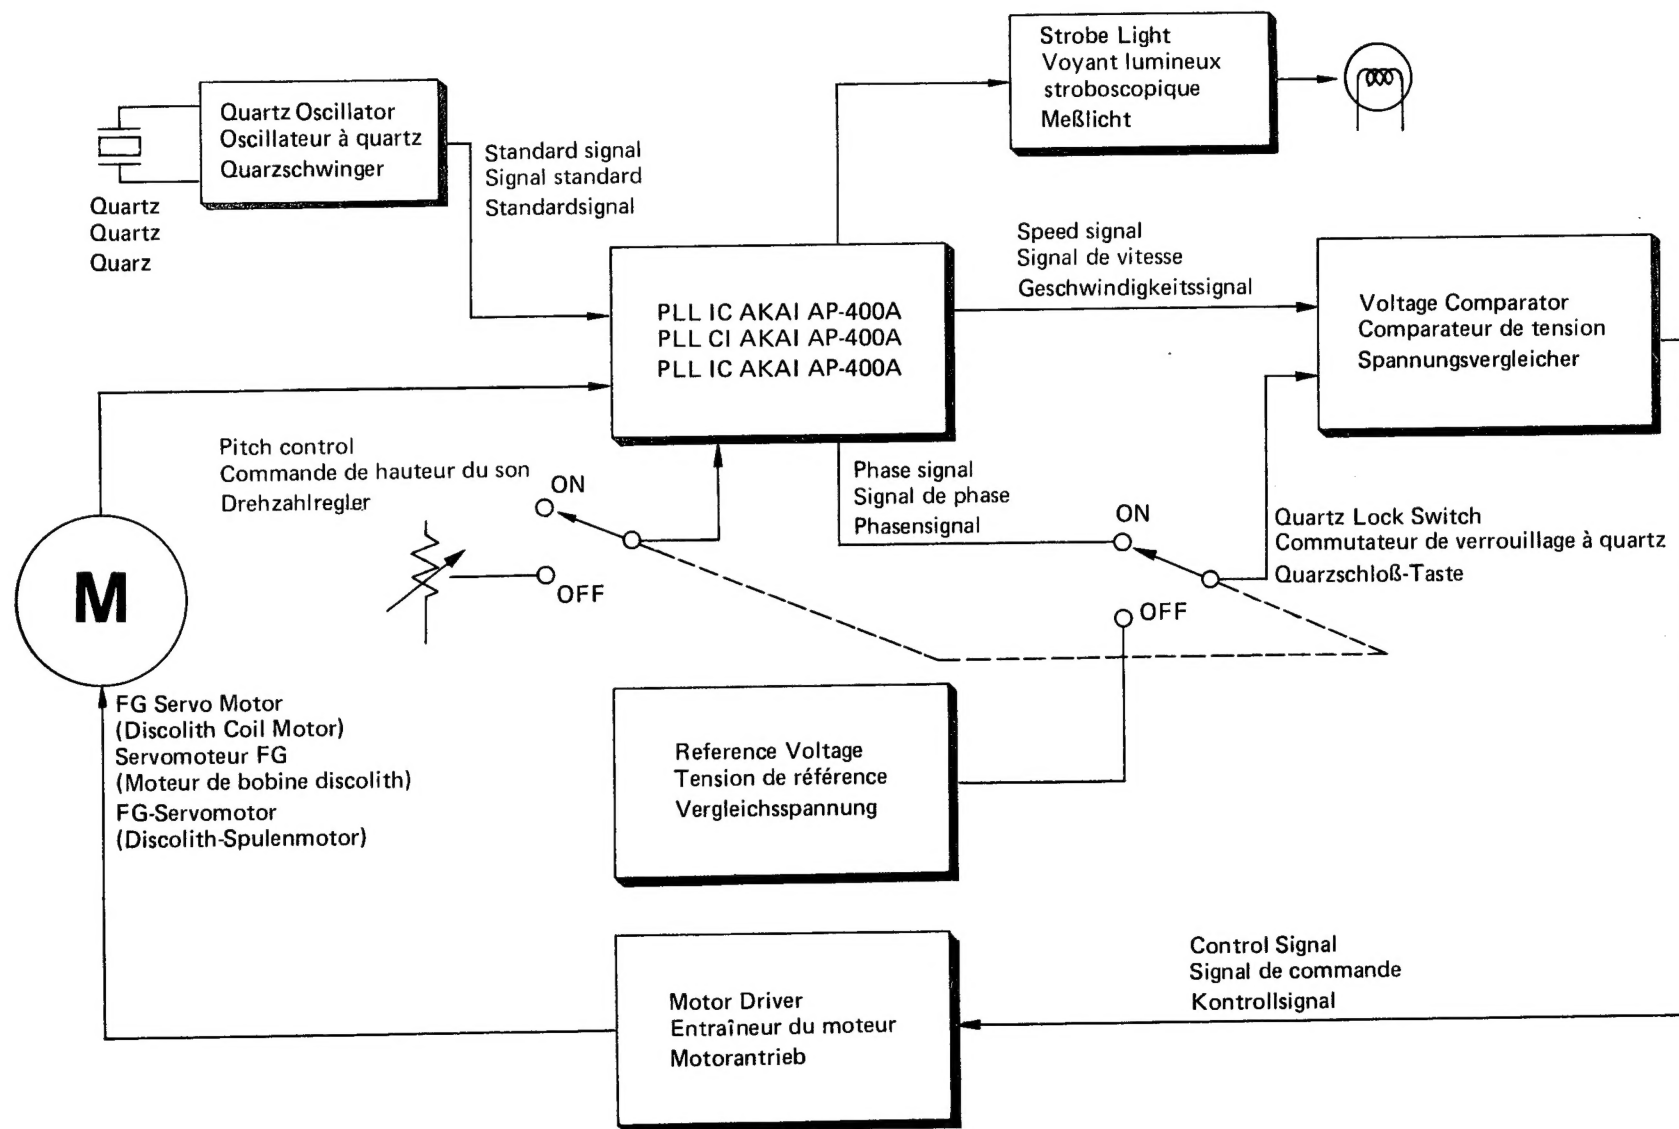 Strobe Light
Voyant lumineux
stroboscopique
Meßlicht
Quartz Oscillator
Oscillateur à quartz
Quarzschwinger
Standard signal
Signal standard
Standardsignal
Quartz
Quartz
Quarz
Speed signal
Signal de vitesse
Geschwindigkeitssignal
PLL IC AKAI AP-400A
PLL CI AKAI AP-400A
PLL IC AKAI AP-400A
Voltage Comparator
Comparateur de tension
Spannungsvergleicher
Pitch control
Commande de hauteur du son
Drehzahlregler
ON
OFF
Phase signal
Signal de phase
Phasensignal
ON
OFF
Quartz Lock Switch
Commutateur de verrouillage à quartz
Quarzschloß-Taste
M
FG Servo Motor
(Discolith Coil Motor)
Servomoteur FG
(Moteur de bobine discolith)
FG-Servomotor
(Discolith-Spulenmotor)
Reference Voltage
Tension de référence
Vergleichsspannung
Control Signal
Signal de commande
Kontrollsignal
Motor Driver
Entraîneur du moteur
Motorantrieb